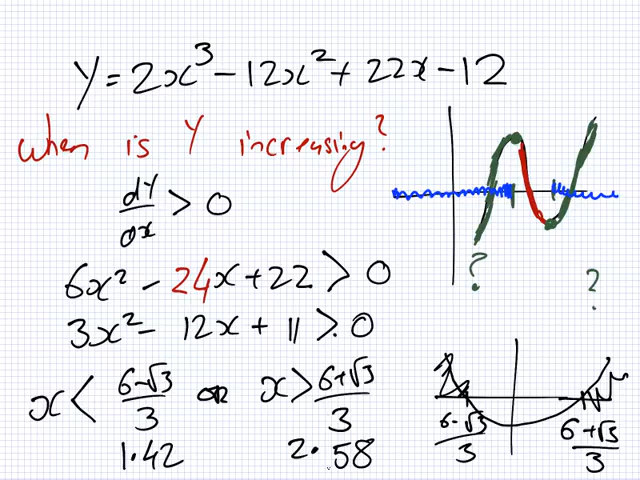 Y = 2x³ - 12x² + 22x - 12
When is Y increasing?
dY/dx > 0
6x² - 24x + 22 > 0
3x² - 12x + 11 > 0
x < (6-√3)/3 or x > (6+√3)/3
1.42 2.58
? ?
(6-√3)/3 (6+√3)/3